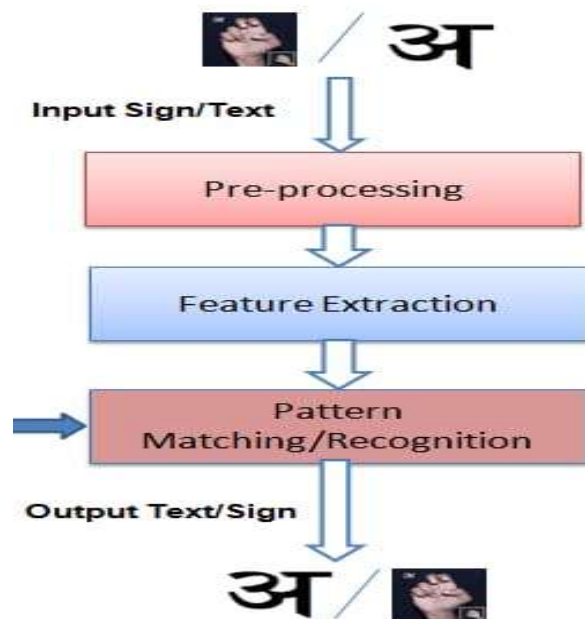 अ
Input Sign/Text
Pre-processing
Feature Extraction
Pattern
Matching/Recognition
Output Text/Sign
अ